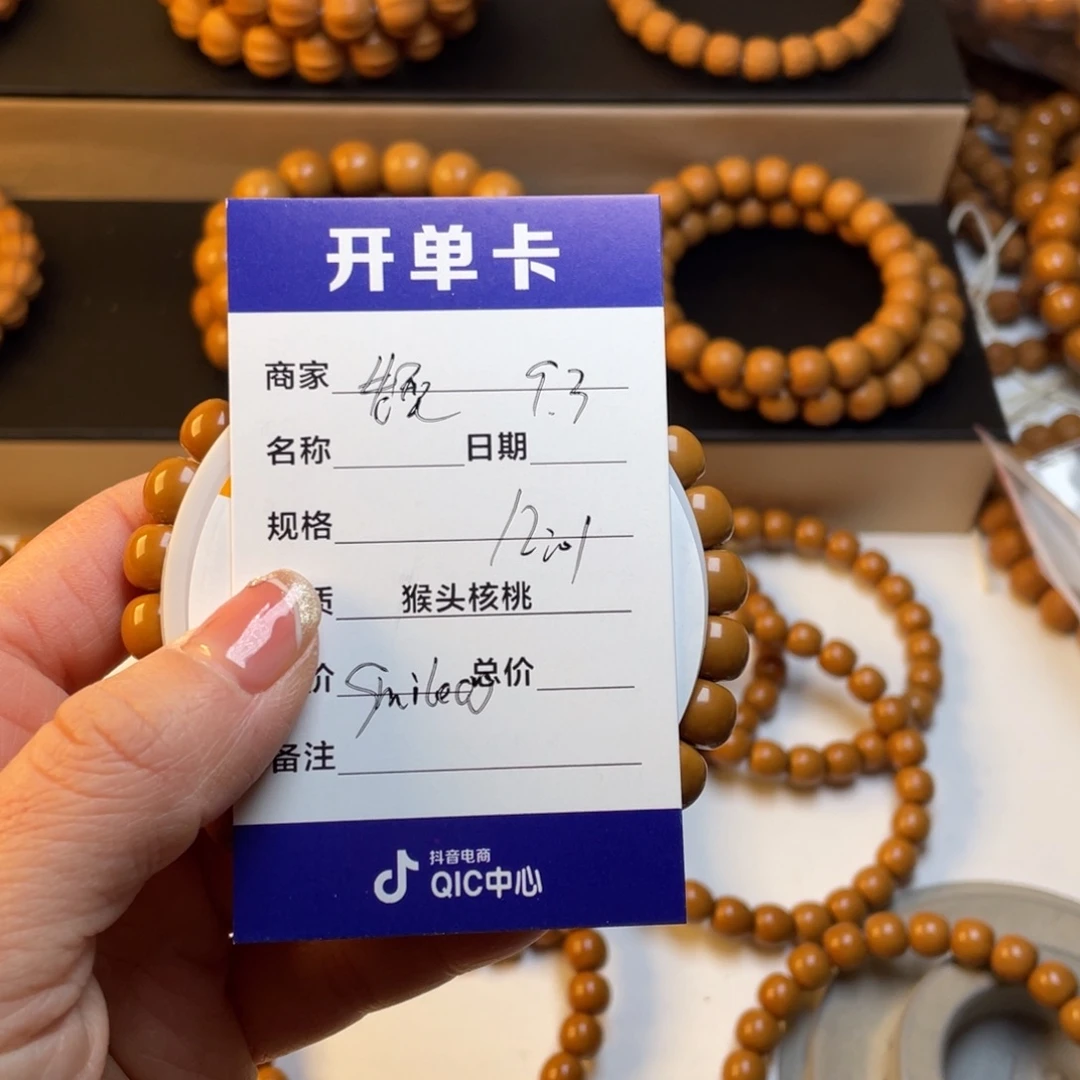 开单卡
商家 9.3
名称 日期
规格
质 猴头核桃
价 Smile 总价
备注
抖音电商
QIC中心